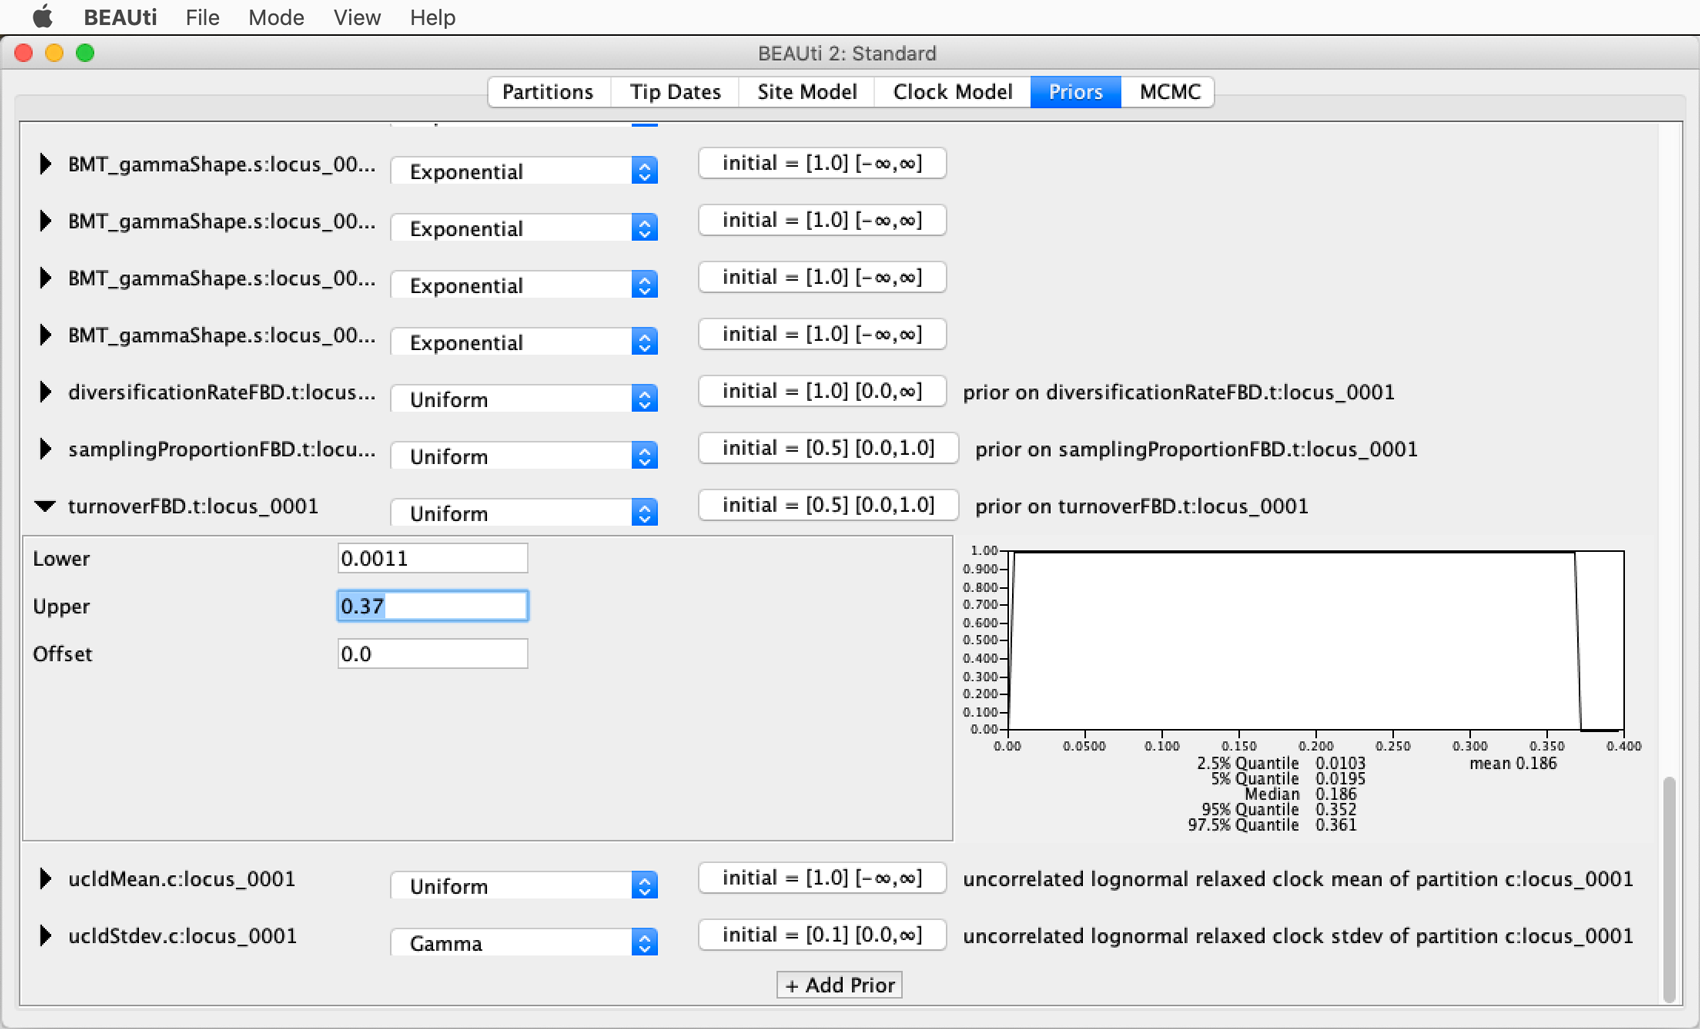 BEAUti File Mode View Help
BEAUti 2: Standard
Partitions Tip Dates Site Model Clock Model Priors MCMC
BMT_gammaShape.s:locus_00... Exponential initial = [1.0] [-∞,∞]
BMT_gammaShape.s:locus_00... Exponential initial = [1.0] [-∞,∞]
BMT_gammaShape.s:locus_00... Exponential initial = [1.0] [-∞,∞]
BMT_gammaShape.s:locus_00... Exponential initial = [1.0] [-∞,∞]
diversificationRateFBD.t:locus... Uniform initial = [1.0] [0.0,∞] prior on diversificationRateFBD.t:locus_0001
samplingProportionFBD.t:locu... Uniform initial = [0.5] [0.0,1.0] prior on samplingProportionFBD.t:locus_0001
turnoverFBD.t:locus_0001 Uniform initial = [0.5] [0.0,1.0] prior on turnoverFBD.t:locus_0001
Lower 0.0011
Upper 0.37
Offset 0.0
1.00
0.900
0.800
0.700
0.600
0.500
0.400
0.300
0.200
0.100
0.00
0.00 0.0500 0.100 0.150 0.200 0.250 0.300 0.350 0.400
2.5% Quantile 0.0103 mean 0.186
5% Quantile 0.0195
Median 0.186
95% Quantile 0.352
97.5% Quantile 0.361
ucldMean.c:locus_0001 Uniform initial = [1.0] [-∞,∞] uncorrelated lognormal relaxed clock mean of partition c:locus_0001
ucldStdev.c:locus_0001 Gamma initial = [0.1] [0.0,∞] uncorrelated lognormal relaxed clock stdev of partition c:locus_0001
+ Add Prior